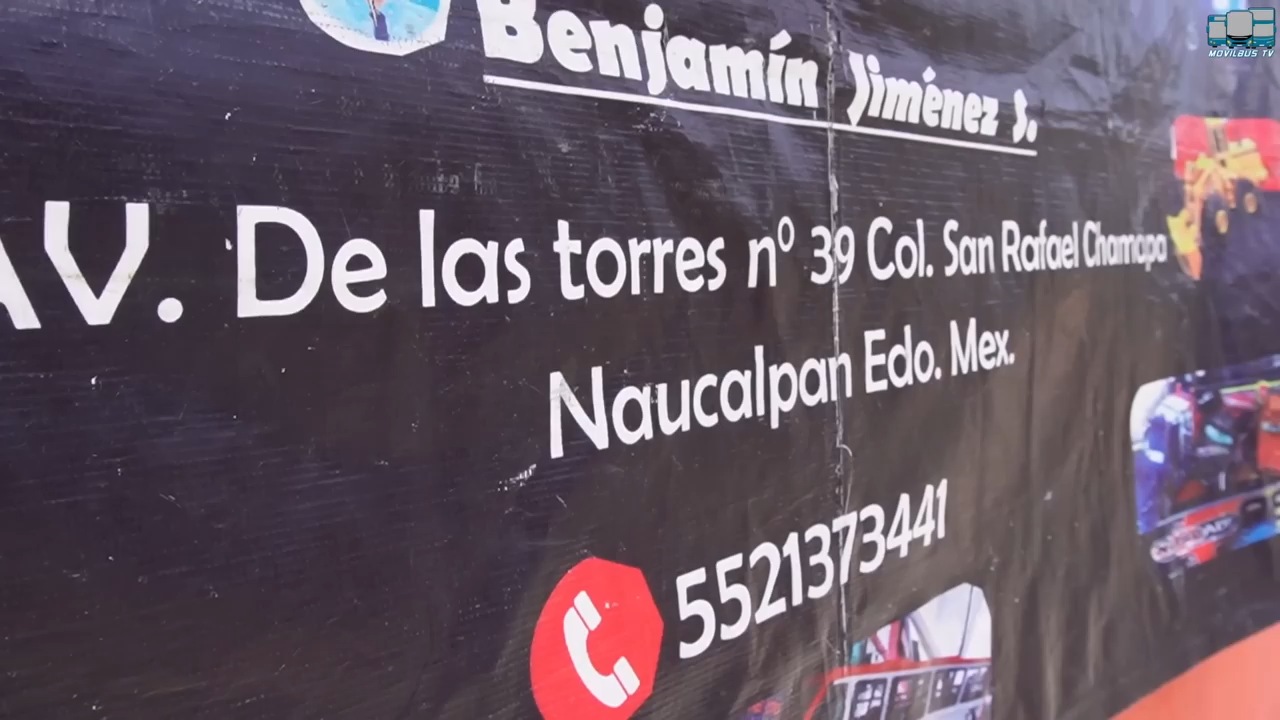 MOVILBUS TV
Benjamín Jiménez J.
AV. De las torres nº 39 Col. San Rafael Chamapa
Naucalpan Edo. Mex.
5521373441